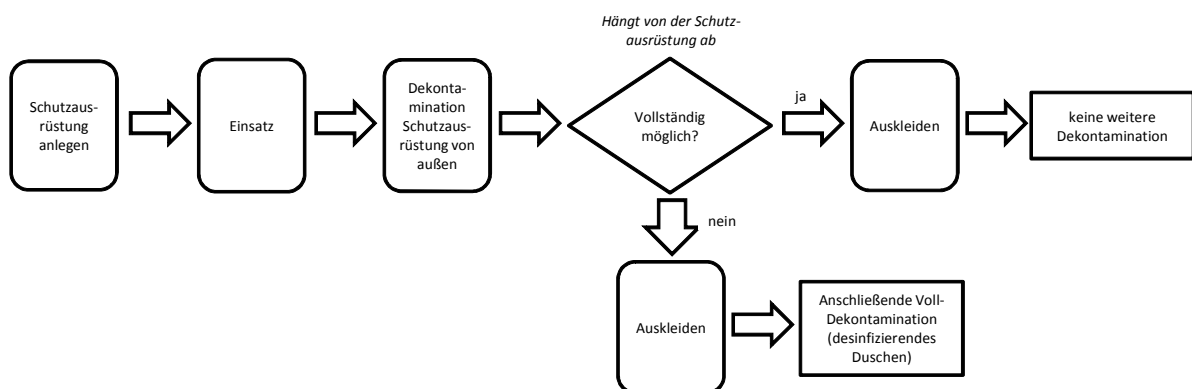 Hängt von der Schutz-
ausrüstung ab
Schutzaus-
rüstung
anlegen
Einsatz
Dekonta-
mination
Schutzaus-
rüstung von
außen
Vollständig
möglich?
ja
Auskleiden
keine weitere
Dekontamination
nein
Auskleiden
Anschließende Voll-
Dekontamination
(desinfizierendes
Duschen)